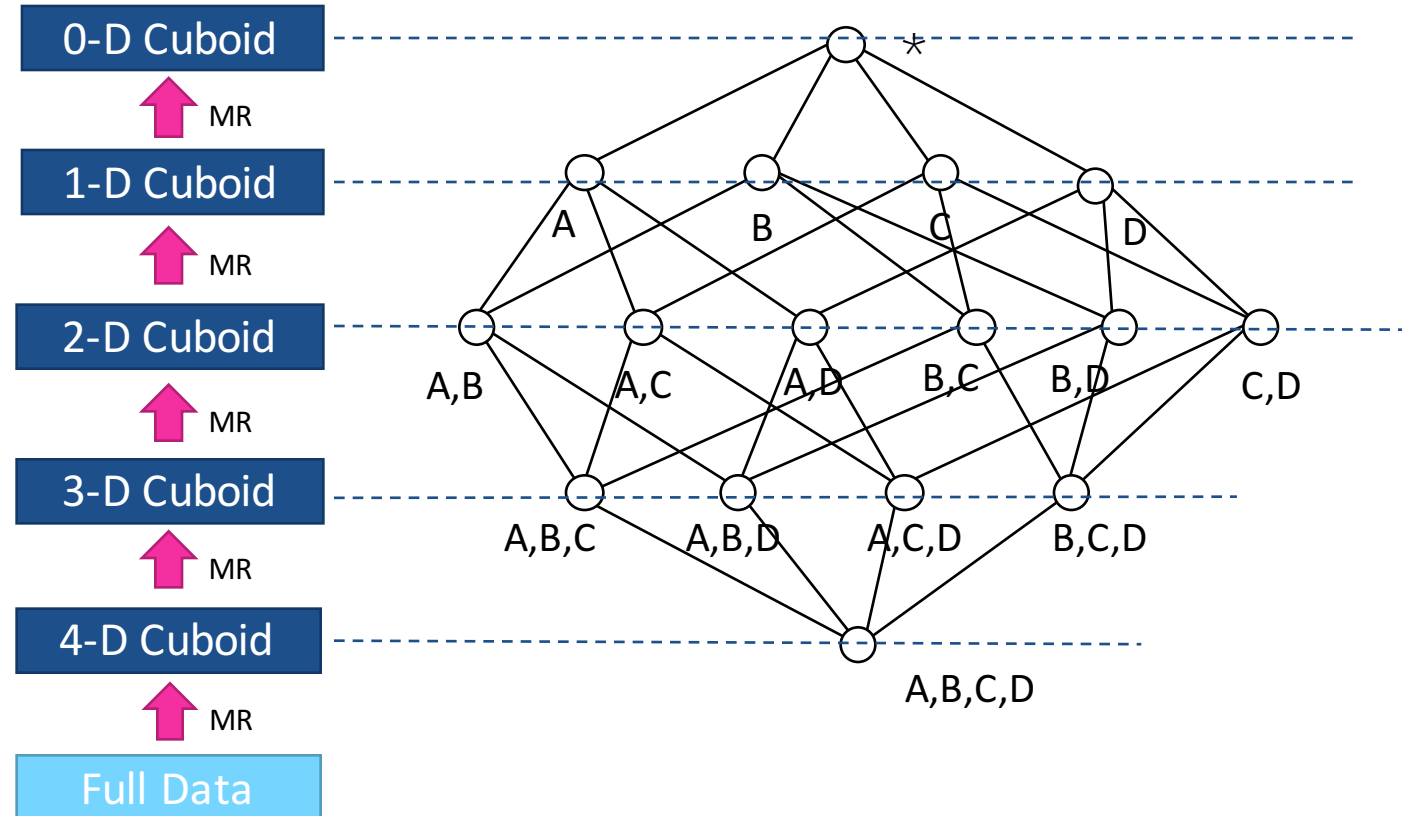 0-D Cuboid
*
MR
1-D Cuboid
A B C D
MR
2-D Cuboid
A,B A,C A,D B,C B,D C,D
MR
3-D Cuboid
A,B,C A,B,D A,C,D B,C,D
MR
4-D Cuboid
A,B,C,D
MR
Full Data